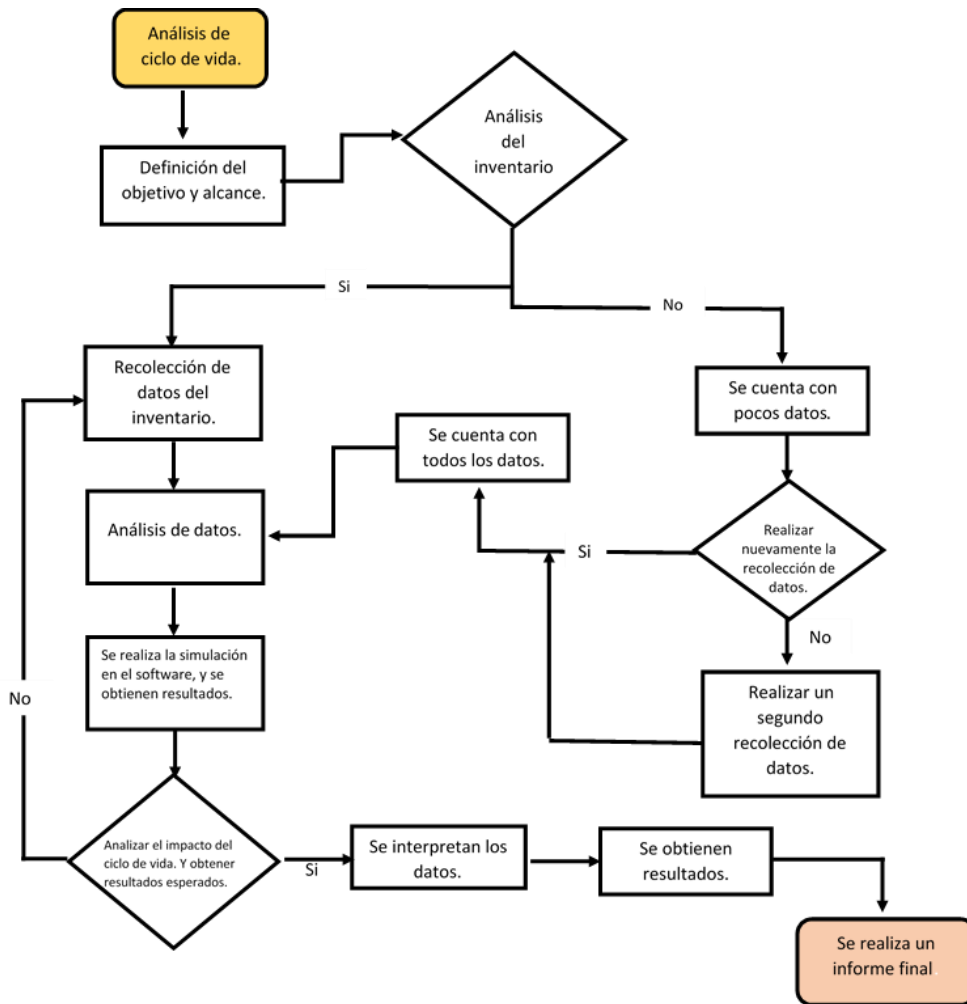 Análisis de
ciclo de vida.
Definición del
objetivo y alcance.
Análisis
del
inventario
Si
No
Recolección de
datos del
inventario.
Se cuenta con
pocos datos.
Se cuenta con
todos los datos.
Análisis de datos.
Realizar
nuevamente la
recolección de
datos.
Si
No
Se realiza la simulación
en el software, y se
obtienen resultados.
Realizar un
segundo
recolección de
datos.
No
Analizar el impacto del
ciclo de vida. Y obtener
resultados esperados.
Si
Se interpretan los
datos.
Se obtienen
resultados.
Se realiza un
informe final.